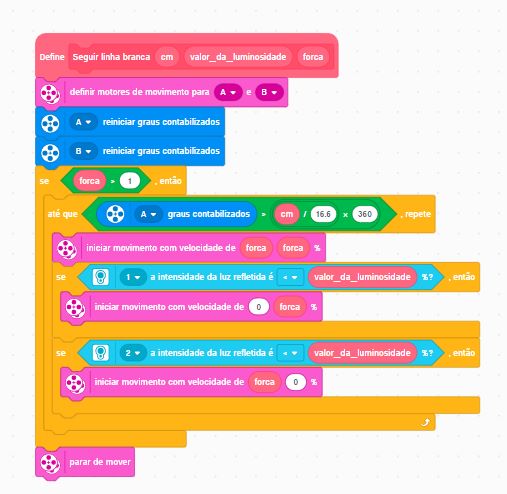 Define Seguir linha branca cm valor_da_luminosidade forca
definir motores de movimento para A e B
A reiniciar graus contabilizados
B reiniciar graus contabilizados
se forca > 1 , então
até que A graus contabilizados > cm / 16.6 × 360 , repete
iniciar movimento com velocidade de forca forca %
se 1 a intensidade da luz refletida é < valor_da_luminosidade %? , então
iniciar movimento com velocidade de 0 forca %
se 2 a intensidade da luz refletida é < valor_da_luminosidade %? , então
iniciar movimento com velocidade de forca 0 %
parar de mover